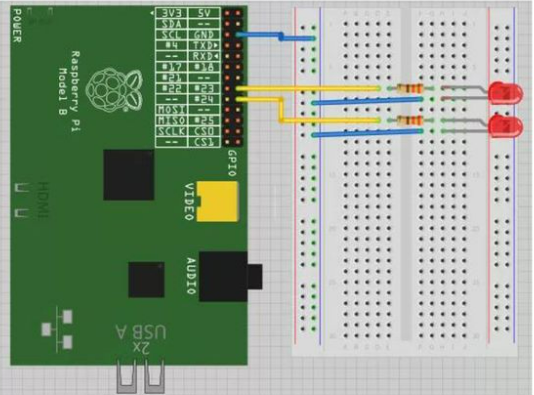 POWER
3V3 5V
SDA --
SCL GND
#4 TXD
-- RXD
#17 #18
#21 --
#22 #23
-- #24
MOSI --
MISO #25
SCLK CS0
-- CS1
GPIO
Raspberry Pi
Model B
HDMI
VIDEO
AUDIO
2x
USB A